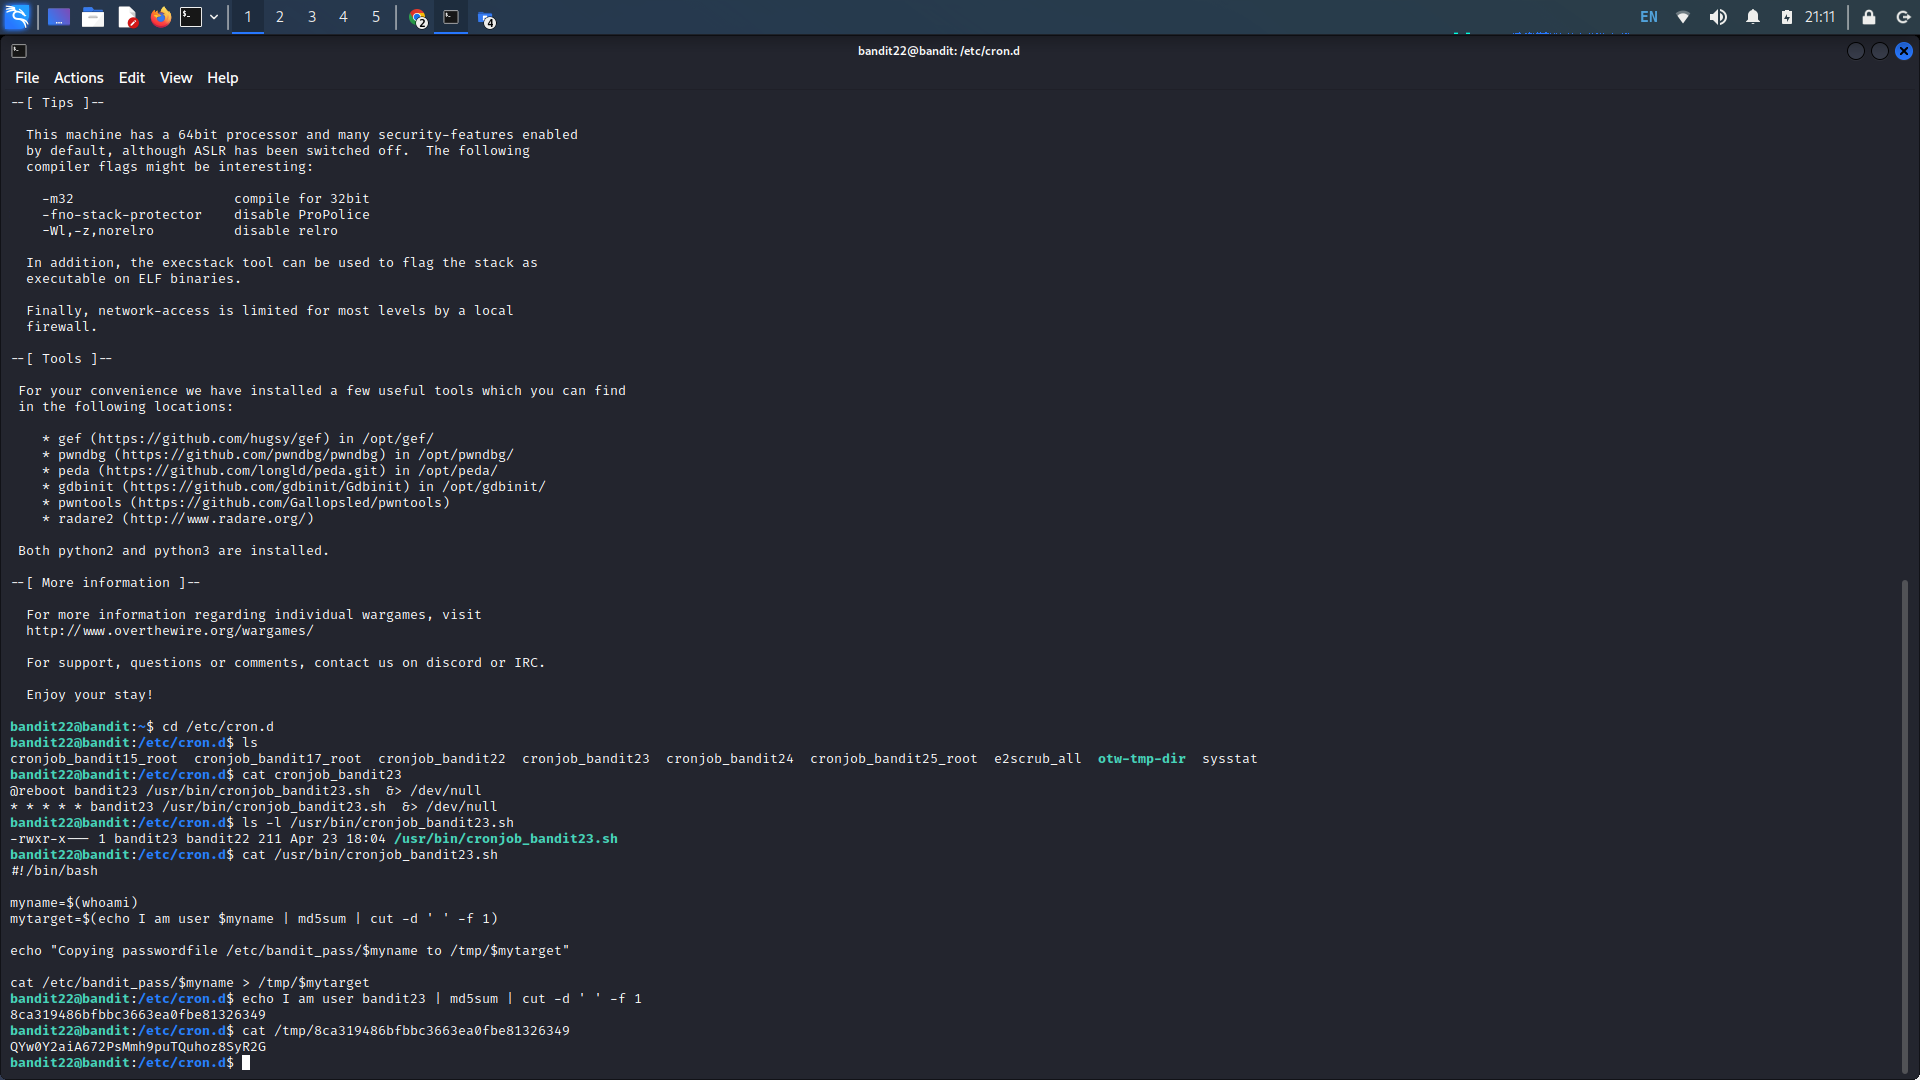 1 2 3 4 5 2 4 EN 21:11
bandit22@bandit: /etc/cron.d
File Actions Edit View Help
--[ Tips ]--
This machine has a 64bit processor and many security-features enabled
by default, although ASLR has been switched off.  The following
compiler flags might be interesting:
-m32                    compile for 32bit
-fno-stack-protector    disable ProPolice
-Wl,-z,norelro          disable relro
In addition, the execstack tool can be used to flag the stack as
executable on ELF binaries.
Finally, network-access is limited for most levels by a local
firewall.
--[ Tools ]--
For your convenience we have installed a few useful tools which you can find
in the following locations:
* gef (https://github.com/hugsy/gef) in /opt/gef/
* pwndbg (https://github.com/pwndbg/pwndbg) in /opt/pwndbg/
* peda (https://github.com/longld/peda.git) in /opt/peda/
* gdbinit (https://github.com/gdbinit/Gdbinit) in /opt/gdbinit/
* pwntools (https://github.com/Gallopsled/pwntools)
* radare2 (http://www.radare.org/)
Both python2 and python3 are installed.
--[ More information ]--
For more information regarding individual wargames, visit
http://www.overthewire.org/wargames/
For support, questions or comments, contact us on discord or IRC.
Enjoy your stay!
bandit22@bandit:~$ cd /etc/cron.d
bandit22@bandit:/etc/cron.d$ ls
cronjob_bandit15_root  cronjob_bandit17_root  cronjob_bandit22  cronjob_bandit23  cronjob_bandit24  cronjob_bandit25_root  e2scrub_all  otw-tmp-dir  sysstat
bandit22@bandit:/etc/cron.d$ cat cronjob_bandit23
@reboot bandit23 /usr/bin/cronjob_bandit23.sh  &> /dev/null
* * * * * bandit23 /usr/bin/cronjob_bandit23.sh  &> /dev/null
bandit22@bandit:/etc/cron.d$ ls -l /usr/bin/cronjob_bandit23.sh
-rwxr-x--- 1 bandit23 bandit22 211 Apr 23 18:04 /usr/bin/cronjob_bandit23.sh
bandit22@bandit:/etc/cron.d$ cat /usr/bin/cronjob_bandit23.sh
#!/bin/bash
myname=$(whoami)
mytarget=$(echo I am user $myname | md5sum | cut -d ' ' -f 1)
echo "Copying passwordfile /etc/bandit_pass/$myname to /tmp/$mytarget"
cat /etc/bandit_pass/$myname > /tmp/$mytarget
bandit22@bandit:/etc/cron.d$ echo I am user bandit23 | md5sum | cut -d ' ' -f 1
8ca319486bfbbc3663ea0fbe81326349
bandit22@bandit:/etc/cron.d$ cat /tmp/8ca319486bfbbc3663ea0fbe81326349
QYw0Y2aiA672PsMmh9puTQuhoz8SyR2G
bandit22@bandit:/etc/cron.d$